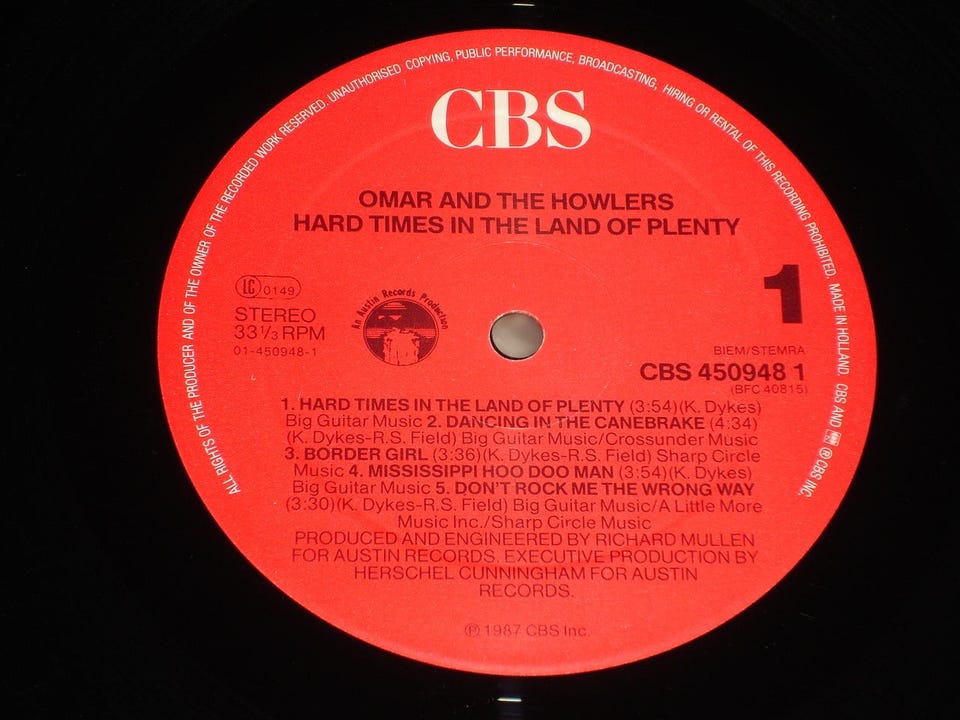 ALL RIGHTS OF THE PRODUCER AND OF THE OWNER OF THE RECORDED WORK RESERVED. UNAUTHORISED COPYING, PUBLIC PERFORMANCE, BROADCASTING, HIRING OR RENTAL OF THIS RECORDING PROHIBITED. MADE IN HOLLAND. CBS AND ℗ CBS INC.
CBS
OMAR AND THE HOWLERS
HARD TIMES IN THE LAND OF PLENTY
LC 0149
STEREO
33 1/3 RPM
01-450948-1
An Austin Records Production
1
BIEM/STEMRA
CBS 450948 1
(BFC 40815)
1. HARD TIMES IN THE LAND OF PLENTY (3:54)(K. Dykes)
Big Guitar Music 2. DANCING IN THE CANEBRAKE (4:34)
(K. Dykes-R.S. Field) Big Guitar Music/Crossunder Music
3. BORDER GIRL (3:36)(K. Dykes-R.S. Field) Sharp Circle
Music 4. MISSISSIPPI HOO DOO MAN (3:54)(K. Dykes)
Big Guitar Music 5. DON'T ROCK ME THE WRONG WAY
(3:30)(K. Dykes-R.S. Field) Big Guitar Music/A Little More
Music Inc./Sharp Circle Music
PRODUCED AND ENGINEERED BY RICHARD MULLEN
FOR AUSTIN RECORDS. EXECUTIVE PRODUCTION BY
HERSCHEL CUNNINGHAM FOR AUSTIN
RECORDS.
℗ 1987 CBS Inc.